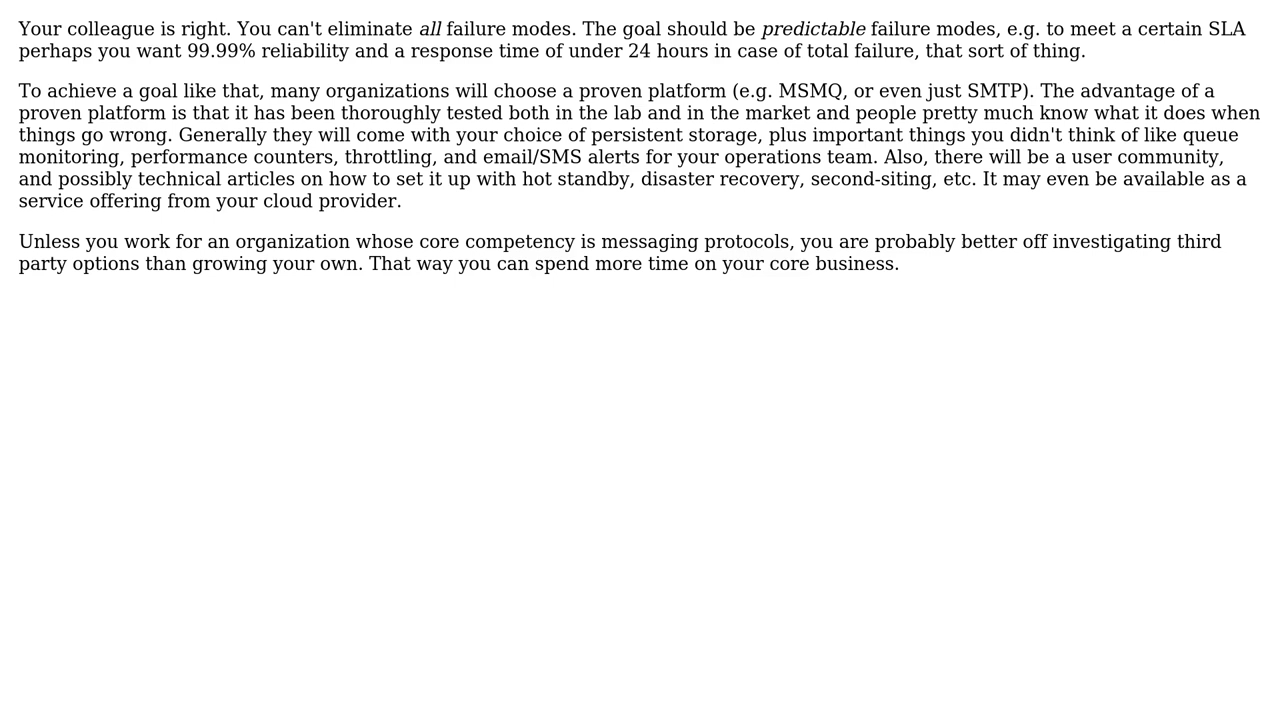 Your colleague is right. You can't eliminate all failure modes. The goal should be predictable failure modes, e.g. to meet a certain SLA
perhaps you want 99.99% reliability and a response time of under 24 hours in case of total failure, that sort of thing.
To achieve a goal like that, many organizations will choose a proven platform (e.g. MSMQ, or even just SMTP). The advantage of a
proven platform is that it has been thoroughly tested both in the lab and in the market and people pretty much know what it does when
things go wrong. Generally they will come with your choice of persistent storage, plus important things you didn't think of like queue
monitoring, performance counters, throttling, and email/SMS alerts for your operations team. Also, there will be a user community,
and possibly technical articles on how to set it up with hot standby, disaster recovery, second-siting, etc. It may even be available as a
service offering from your cloud provider.
Unless you work for an organization whose core competency is messaging protocols, you are probably better off investigating third
party options than growing your own. That way you can spend more time on your core business.